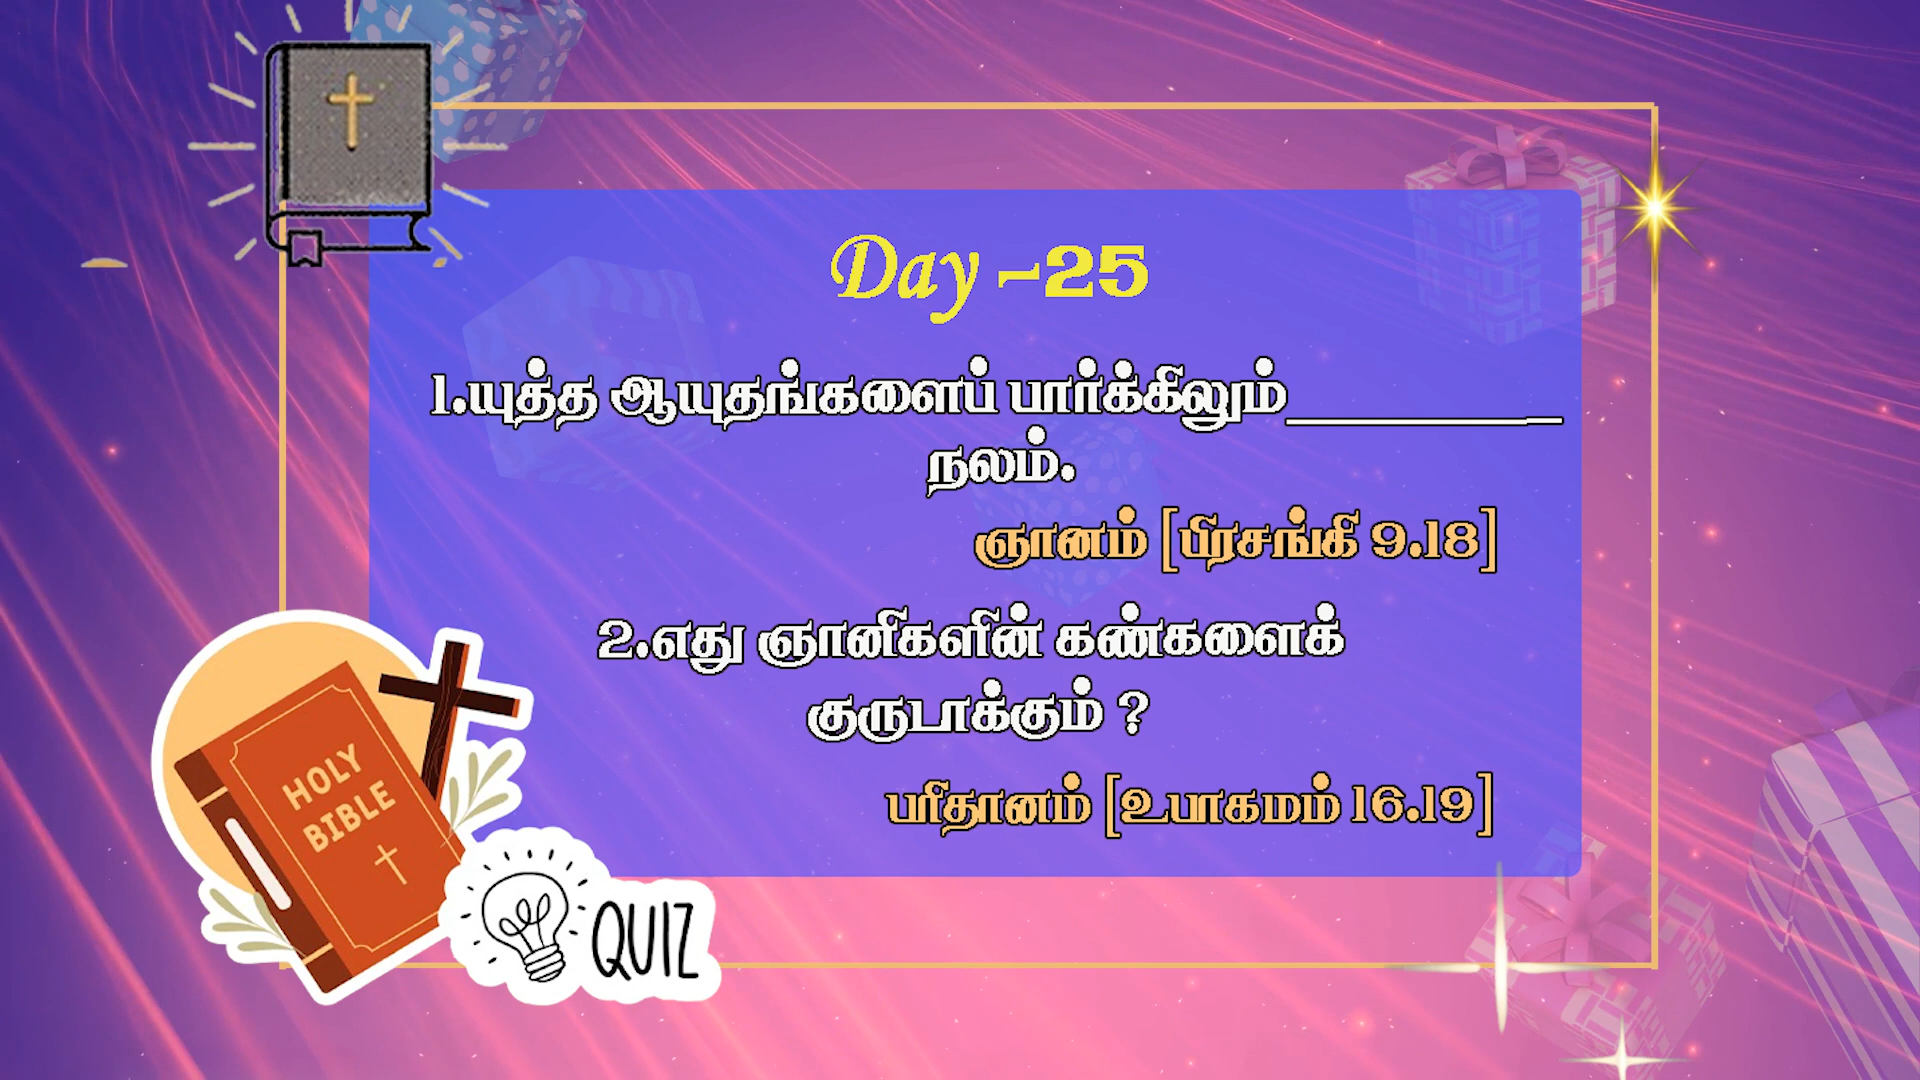 Day -25
1.யுத்த ஆயுதங்களைப் பார்க்கிலும்__________
நலம்.
ஞானம் [பிரசங்கி 9.18]
2.எது ஞானிகளின் கண்களைக்
குருடாக்கும் ?
பரிதானம் [உபாகமம் 16.19]
HOLY
BIBLE
QUIZ